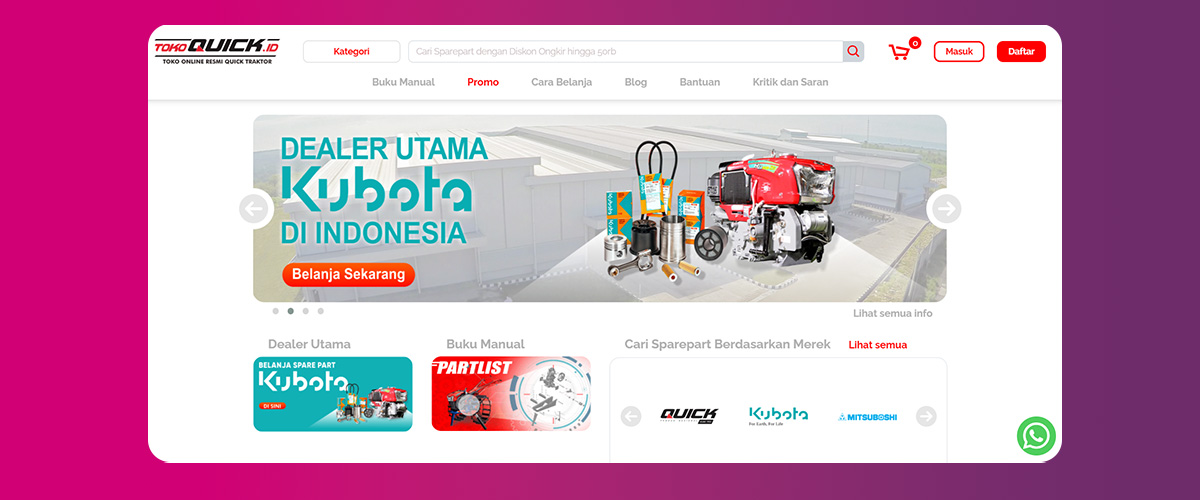 TOKO QUICK.ID
TOKO ONLINE RESMI QUICK TRAKTOR
Kategori
Cari Sparepart dengan Diskon Ongkir hingga 50rb
0
Masuk
Daftar
Buku Manual
Promo
Cara Belanja
Blog
Bantuan
Kritik dan Saran
DEALER UTAMA
Kubota
DI INDONESIA
Belanja Sekarang
Lihat semua info
Dealer Utama
Buku Manual
Cari Sparepart Berdasarkan Merek
Lihat semua
BELANJA SPARE PART
Kubota
DI SINI
PARTLIST
QUICK
Kubota
For Earth, For Life
MITSUBOSHI